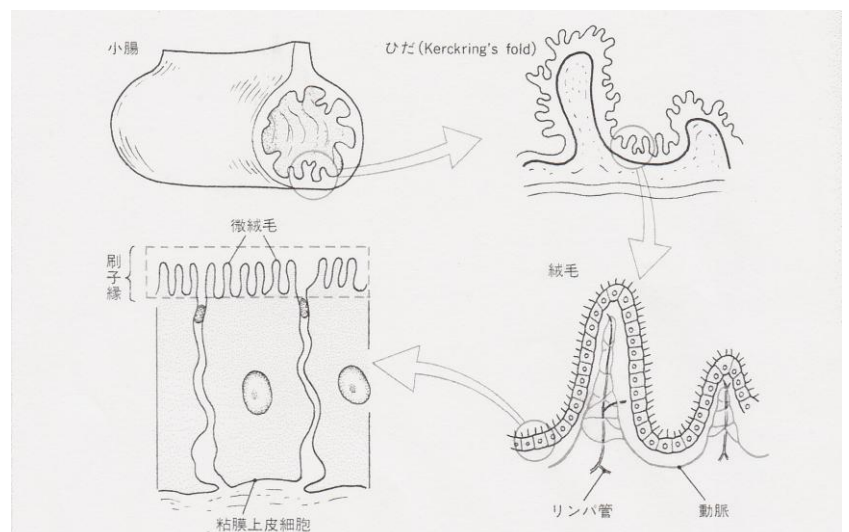 小腸
ひだ(Kerckring's fold)
微絨毛
刷子縁
絨毛
リンパ管
動脈
粘膜上皮細胞